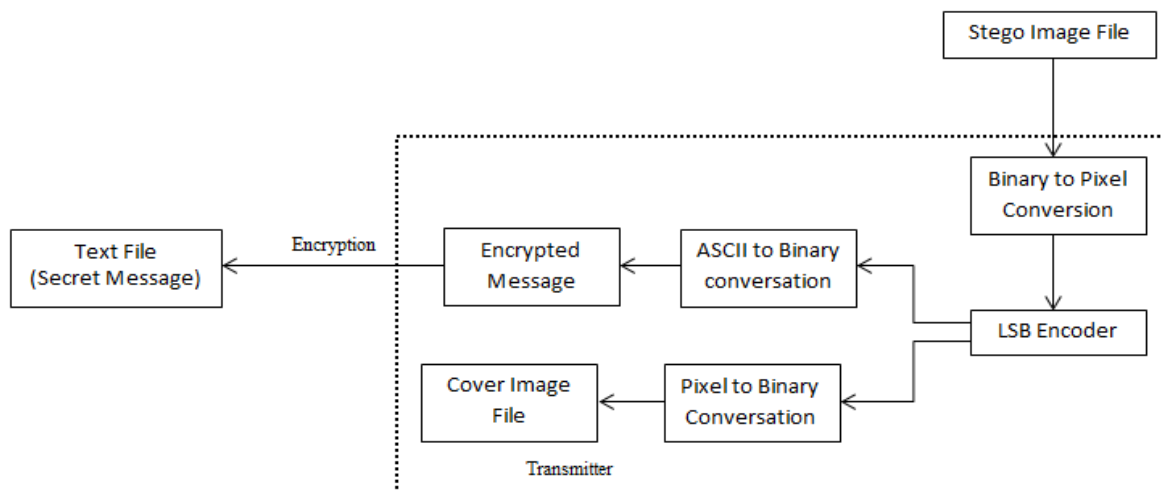 Stego Image File
Binary to Pixel
Conversion
Text File
(Secret Message)
Encryption
Encrypted
Message
ASCII to Binary
conversation
LSB Encoder
Cover Image
File
Pixel to Binary
Conversation
Transmitter